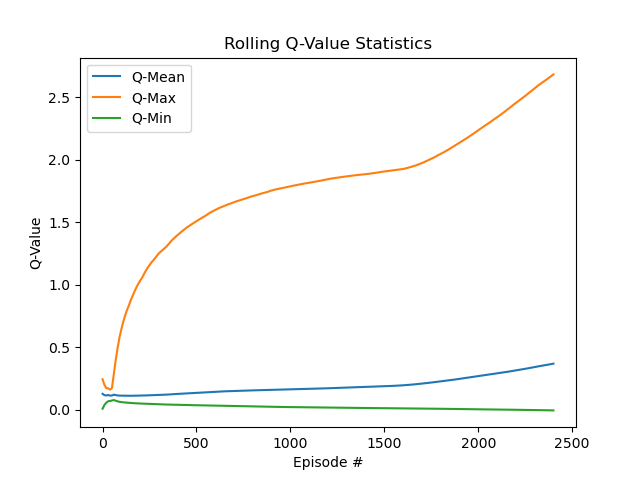 Rolling Q-Value Statistics
Q-Mean
Q-Max
Q-Min
Q-Value
2.5
2.0
1.5
1.0
0.5
0.0
0 500 1000 1500 2000 2500
Episode #